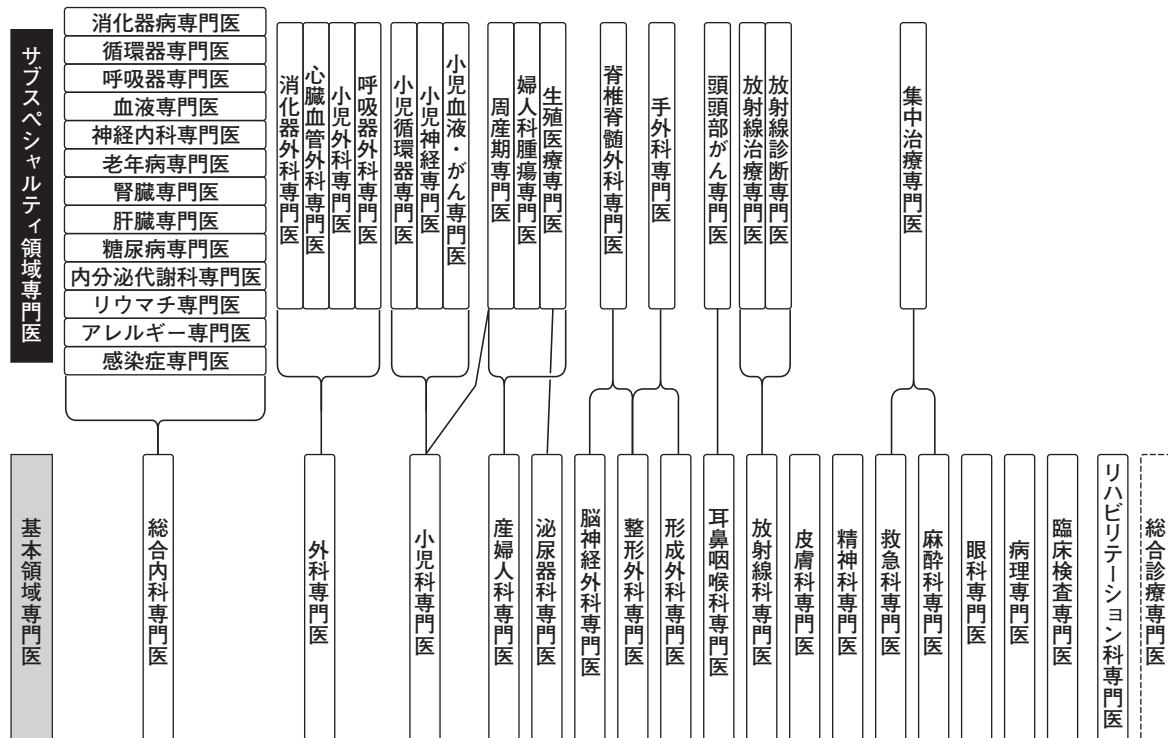 サブスペシャルティ領域専門医
消化器病専門医
循環器専門医
呼吸器専門医
血液専門医
神経内科専門医
老年病専門医
腎臓専門医
肝臓専門医
糖尿病専門医
内分泌代謝科専門医
リウマチ専門医
アレルギー専門医
感染症専門医
消化器外科専門医
心臓血管外科専門医
小児外科専門医
呼吸器外科専門医
小児循環器専門医
小児神経専門医
小児血液・がん専門医
周産期専門医
婦人科腫瘍専門医
生殖医療専門医
脊椎脊髄外科専門医
手外科専門医
頭頭部がん専門医
放射線治療専門医
放射線診断専門医
集中治療専門医
基本領域専門医
総合内科専門医
外科専門医
小児科専門医
産婦人科専門医
泌尿器科専門医
脳神経外科専門医
整形外科専門医
形成外科専門医
耳鼻咽喉科専門医
放射線科専門医
皮膚科専門医
精神科専門医
救急科専門医
麻酔科専門医
眼科専門医
病理専門医
臨床検査専門医
リハビリテーション科専門医
総合診療専門医